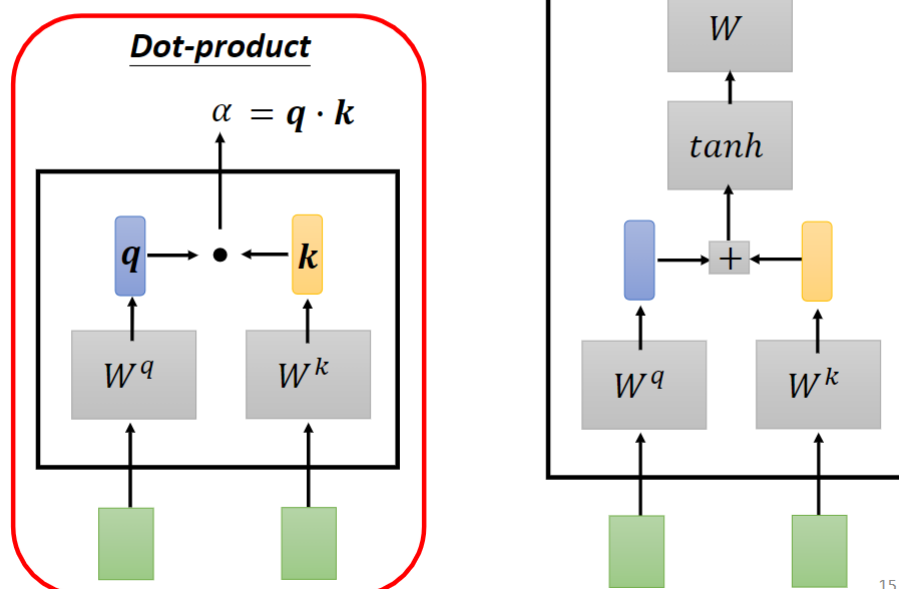 Dot-product
α = q · k
q
k
W^q
W^k
W
tanh
+
W^q
W^k
15